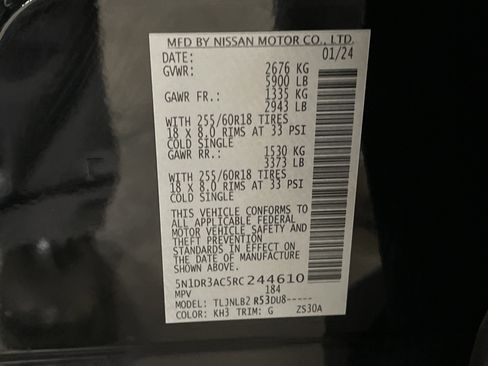 MFD BY NISSAN MOTOR CO., LTD.
DATE: 01/24
GVWR: 2676 KG
5900 LB
GAWR FR.: 1335 KG
2943 LB
WITH 255/60R18 TIRES
18 X 8.0 RIMS AT 33 PSI
COLD SINGLE
GAWR RR.: 1530 KG
3373 LB
WITH 255/60R18 TIRES
18 X 8.0 RIMS AT 33 PSI
COLD SINGLE
THIS VEHICLE CONFORMS TO
ALL APPLICABLE FEDERAL
MOTOR VEHICLE SAFETY AND
THEFT PREVENTION
STANDARDS IN EFFECT ON
THE DATE OF MANUFACTURE
SHOWN ABOVE.
5N1DR3AC5RC244610
MPV 184
MODEL: TLJNLB2 R53DU8-----
COLOR: KH3 TRIM: G ZS30A